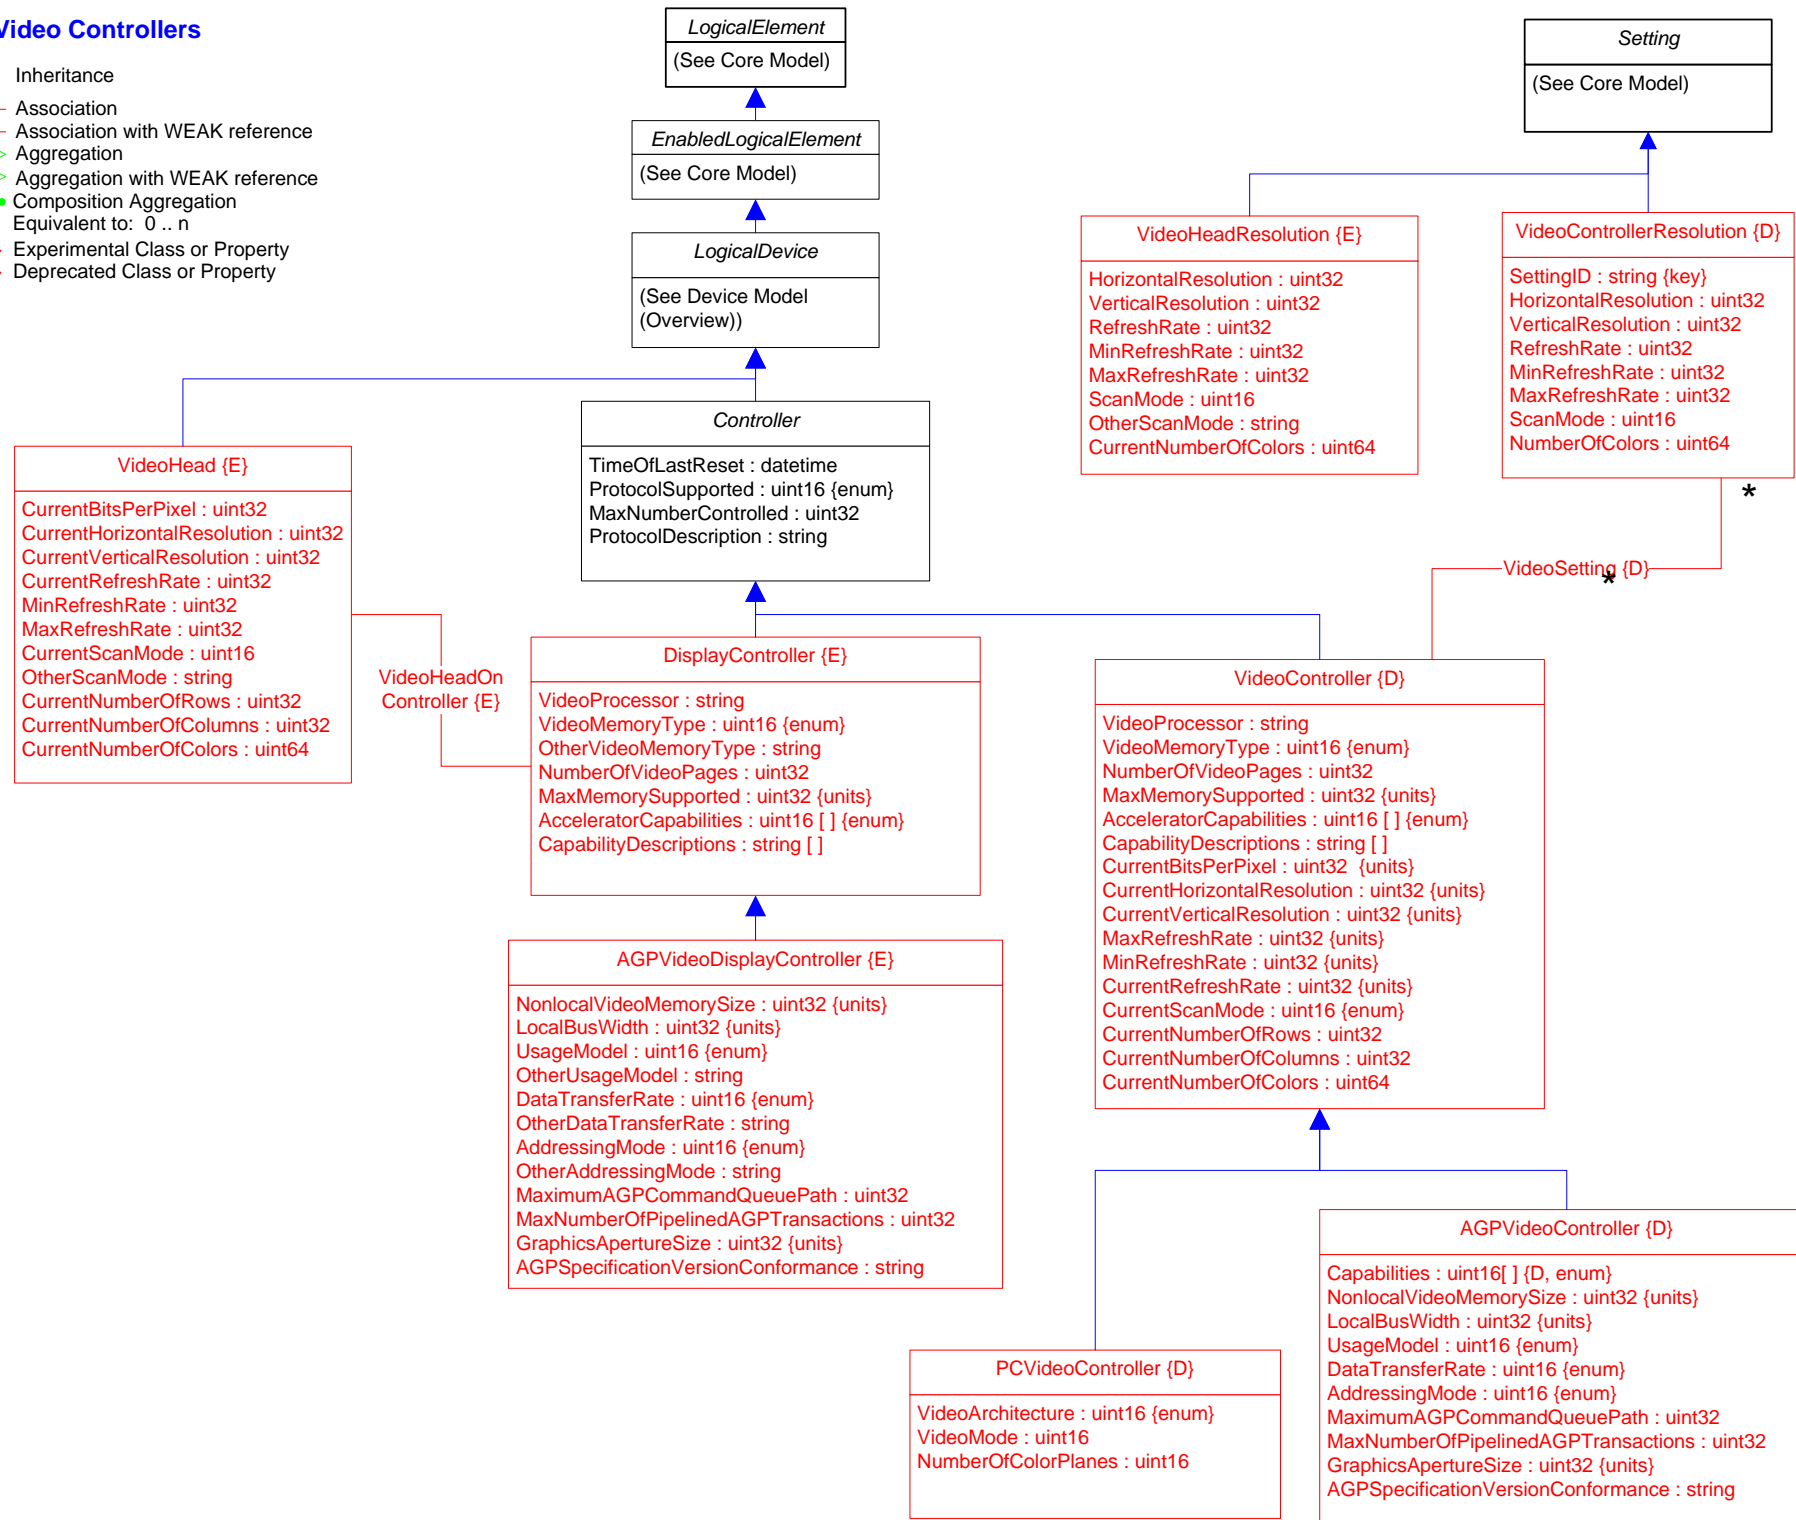 Video Controllers
Inheritance
Association
Association with WEAK reference
Aggregation
Aggregation with WEAK reference
Composition Aggregation
Equivalent to: 0 .. n
Experimental Class or Property
Deprecated Class or Property
LogicalElement
(See Core Model)
EnabledLogicalElement
(See Core Model)
LogicalDevice
(See Device Model
(Overview))
Setting
(See Core Model)
VideoHeadResolution {E}
HorizontalResolution : uint32
VerticalResolution : uint32
RefreshRate : uint32
MinRefreshRate : uint32
MaxRefreshRate : uint32
ScanMode : uint16
OtherScanMode : string
CurrentNumberOfColors : uint64
VideoControllerResolution {D}
SettingID : string {key}
HorizontalResolution : uint32
VerticalResolution : uint32
RefreshRate : uint32
MinRefreshRate : uint32
MaxRefreshRate : uint32
ScanMode : uint16
NumberOfColors : uint64
*
VideoSetting {D}
*
Controller
TimeOfLastReset : datetime
ProtocolSupported : uint16 {enum}
MaxNumberControlled : uint32
ProtocolDescription : string
VideoHead {E}
CurrentBitsPerPixel : uint32
CurrentHorizontalResolution : uint32
CurrentVerticalResolution : uint32
CurrentRefreshRate : uint32
MinRefreshRate : uint32
MaxRefreshRate : uint32
CurrentScanMode : uint16
OtherScanMode : string
CurrentNumberOfRows : uint32
CurrentNumberOfColumns : uint32
CurrentNumberOfColors : uint64
VideoHeadOn
Controller {E}
DisplayController {E}
VideoProcessor : string
VideoMemoryType : uint16 {enum}
OtherVideoMemoryType : string
NumberOfVideoPages : uint32
MaxMemorySupported : uint32 {units}
AcceleratorCapabilities : uint16 [ ] {enum}
CapabilityDescriptions : string [ ]
VideoController {D}
VideoProcessor : string
VideoMemoryType : uint16 {enum}
NumberOfVideoPages : uint32
MaxMemorySupported : uint32 {units}
AcceleratorCapabilities : uint16 [ ] {enum}
CapabilityDescriptions : string [ ]
CurrentBitsPerPixel : uint32 {units}
CurrentHorizontalResolution : uint32 {units}
CurrentVerticalResolution : uint32 {units}
MaxRefreshRate : uint32 {units}
MinRefreshRate : uint32 {units}
CurrentRefreshRate : uint32 {units}
CurrentScanMode : uint16 {enum}
CurrentNumberOfRows : uint32
CurrentNumberOfColumns : uint32
CurrentNumberOfColors : uint64
AGPVideoDisplayController {E}
NonlocalVideoMemorySize : uint32 {units}
LocalBusWidth : uint32 {units}
UsageModel : uint16 {enum}
OtherUsageModel : string
DataTransferRate : uint16 {enum}
OtherDataTransferRate : string
AddressingMode : uint16 {enum}
OtherAddressingMode : string
MaximumAGPCommandQueuePath : uint32
MaxNumberOfPipelinedAGPTransactions : uint32
GraphicsApertureSize : uint32 {units}
AGPSpecificationVersionConformance : string
PCVideoController {D}
VideoArchitecture : uint16 {enum}
VideoMode : uint16
NumberOfColorPlanes : uint16
AGPVideoController {D}
Capabilities : uint16[ ] {D, enum}
NonlocalVideoMemorySize : uint32 {units}
LocalBusWidth : uint32 {units}
UsageModel : uint16 {enum}
DataTransferRate : uint16 {enum}
AddressingMode : uint16 {enum}
MaximumAGPCommandQueuePath : uint32
MaxNumberOfPipelinedAGPTransactions : uint32
GraphicsApertureSize : uint32 {units}
AGPSpecificationVersionConformance : string